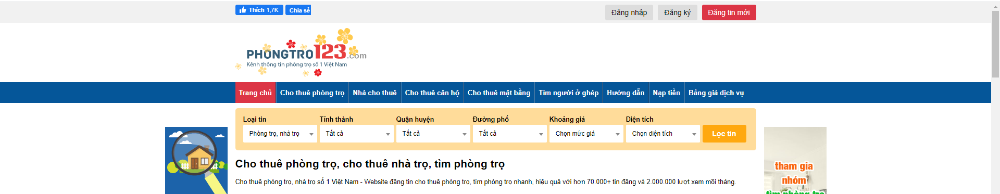 Thích 1,7K Chia sẻ
Đăng nhập Đăng ký Đăng tin mới
PHONGTRO123.com
Kênh thông tin phòng trọ số 1 Việt Nam
Trang chủ Cho thuê phòng trọ Nhà cho thuê Cho thuê căn hộ Cho thuê mặt bằng Tìm người ở ghép Hướng dẫn Nạp tiền Bảng giá dịch vụ
Loại tin Tỉnh thành Quận huyện Đường phố Khoảng giá Diện tích
Phòng trọ, nhà trọ Tất cả Tất cả Tất cả Chọn mức giá Chọn diện tích Lọc tin
Cho thuê phòng trọ, cho thuê nhà trọ, tìm phòng trọ
Cho thuê phòng trọ, nhà trọ số 1 Việt Nam - Website đăng tin cho thuê phòng trọ, tìm phòng trọ nhanh, hiệu quả với hơn 70.000+ tin đăng và 2.000.000 lượt xem mỗi tháng.
tham gia
nhóm
tìm phòng trọ